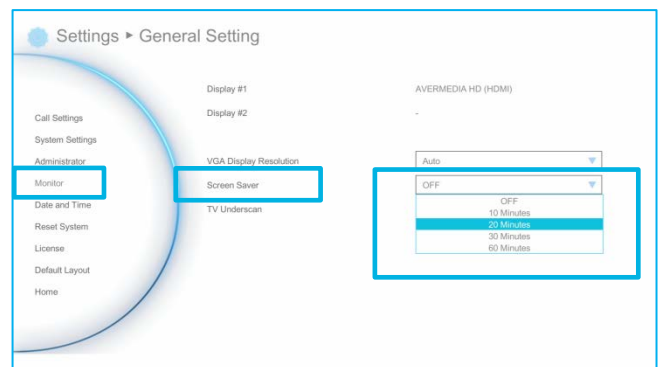 Settings ▸ General Setting
Display #1 AVERMEDIA HD (HDMI)
Display #2 -
Call Settings
System Settings
Administrator VGA Display Resolution Auto
Monitor Screen Saver OFF
Date and Time TV Underscan OFF
10 Minutes
Reset System 20 Minutes
30 Minutes
License 60 Minutes
Default Layout
Home